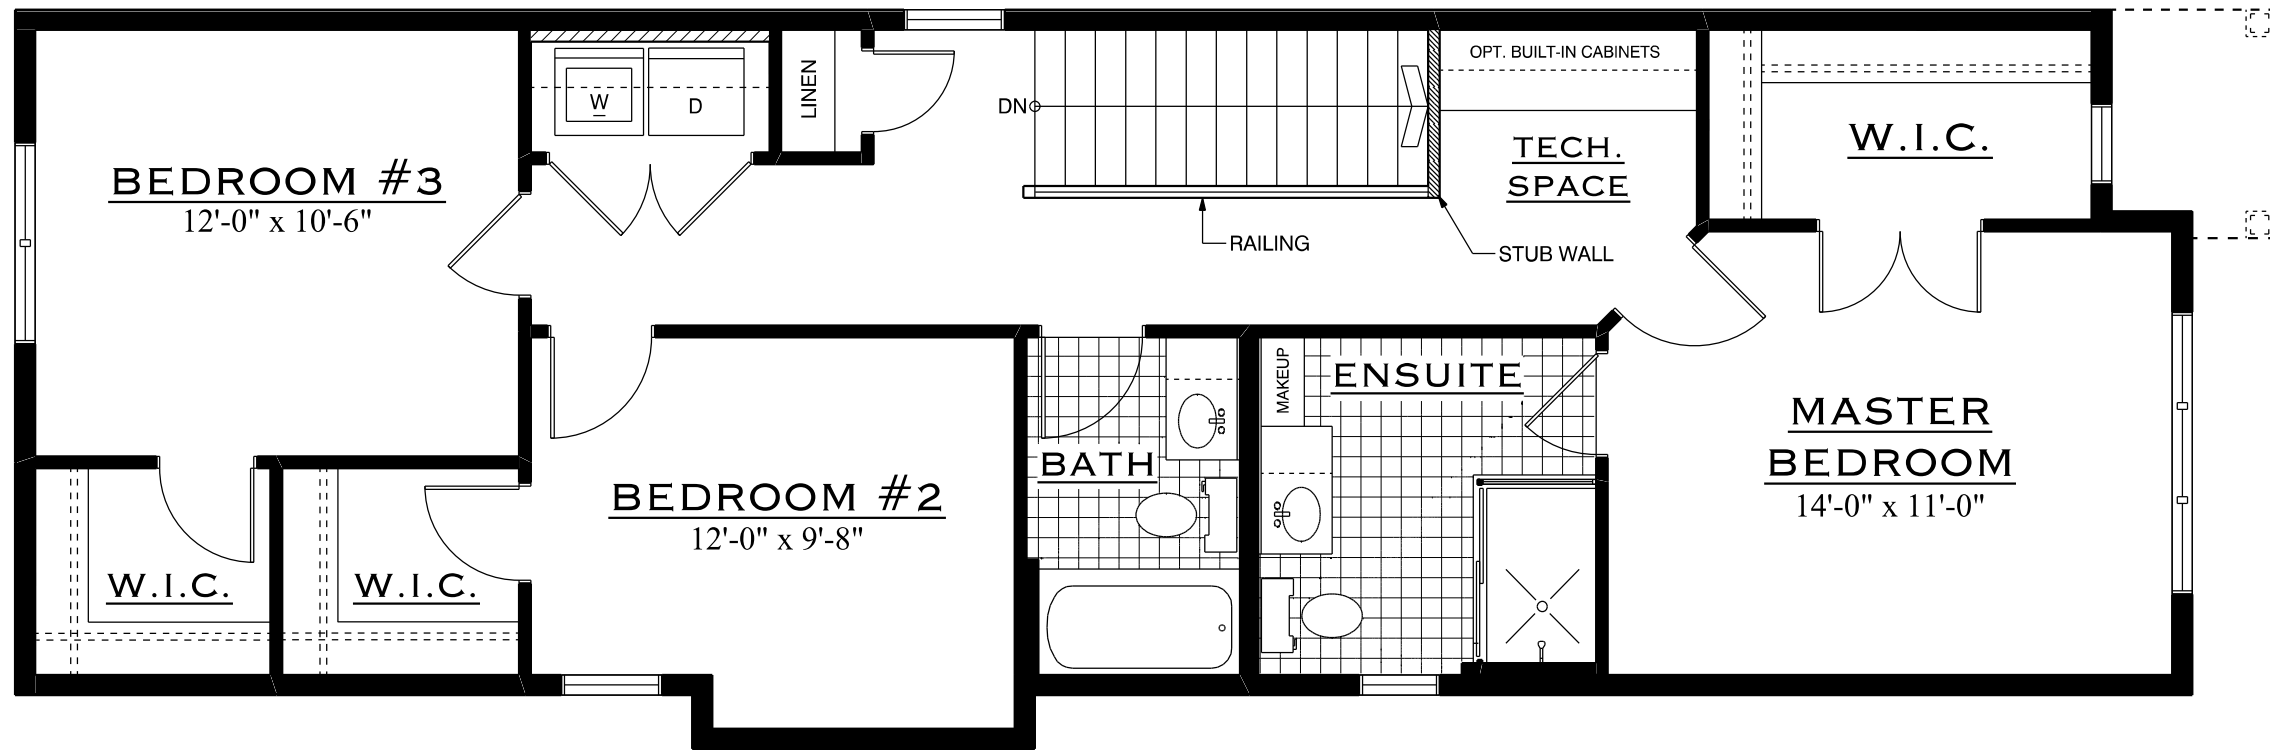 OPT. BUILT-IN CABINETS
LINEN
W
D
DN
BEDROOM #3
12'-0" x 10'-6"
TECH.
SPACE
W.I.C.
RAILING
STUB WALL
MAKEUP
ENSUITE
MASTER
BEDROOM
14'-0" x 11'-0"
BATH
BEDROOM #2
12'-0" x 9'-8"
W.I.C.
W.I.C.